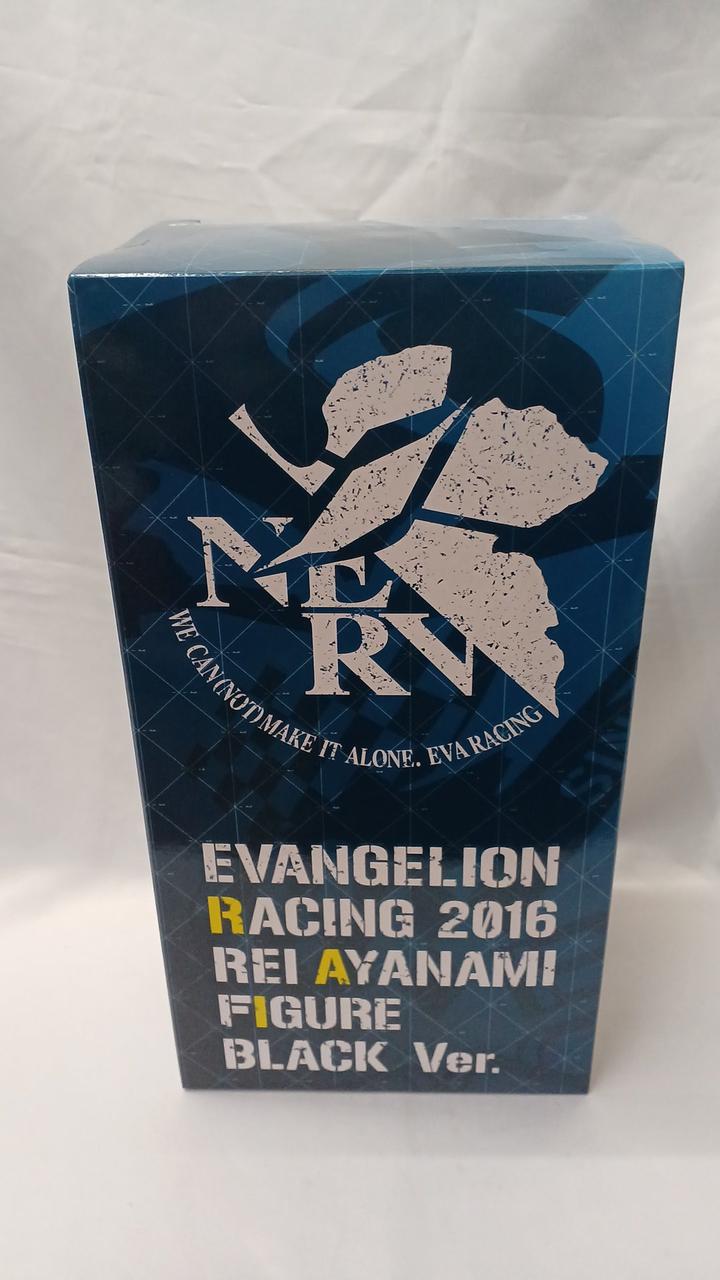 NERV
WE CAN(NOT)MAKE IT ALONE. EVA RACING
EVANGELION
RACING 2016
REI AYANAMI
FIGURE
BLACK Ver.